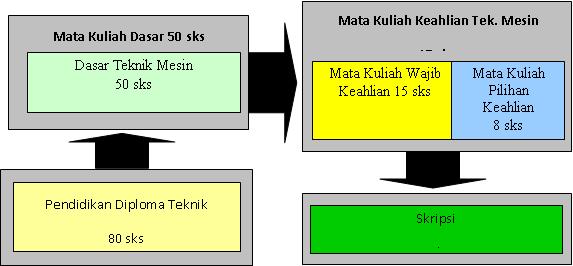 Mata Kuliah Dasar 50 sks
Dasar Teknik Mesin
50 sks
Pendidikan Diploma Teknik
80 sks
Mata Kuliah Keahlian Tek. Mesin
Mata Kuliah Wajib
Keahlian 15 sks
Mata Kuliah
Pilihan
Keahlian
8 sks
Skripsi